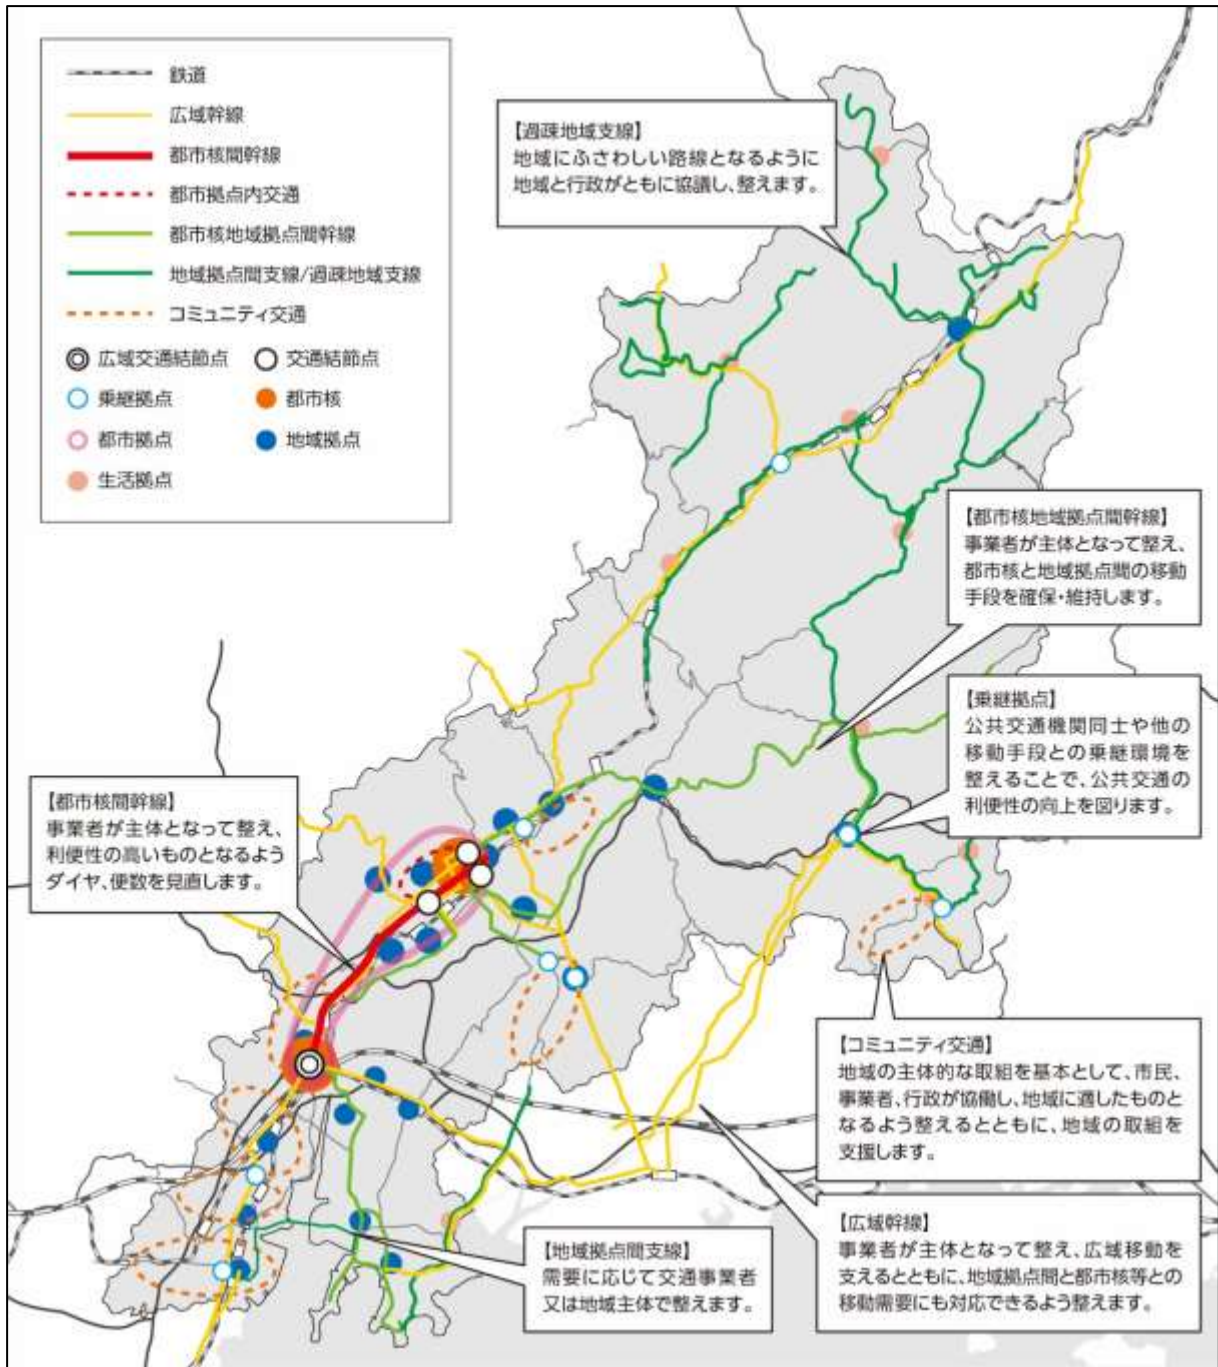 鉄道
広域幹線
都市核間幹線
都市拠点内交通
都市核地域拠点間幹線
地域拠点間支線/過疎地域支線
コミュニティ交通
広域交通結節点
交通結節点
乗継拠点
都市核
都市拠点
地域拠点
生活拠点
【過疎地域支線】
地域にふさわしい路線となるように
地域と行政がともに協議し、整えます。
【都市核地域拠点間幹線】
事業者が主体となって整え、
都市核と地域拠点間の移動
手段を確保・維持します。
【乗継拠点】
公共交通機関同士や他の
移動手段との乗継環境を
整えることで、公共交通の
利便性の向上を図ります。
【都市核間幹線】
事業者が主体となって整え、
利便性の高いものとなるよう
ダイヤ、便数を見直します。
【コミュニティ交通】
地域の主体的な取組を基本として、市民、
事業者、行政が協働し、地域に適したものと
なるよう整えるとともに、地域の取組を
支援します。
【広域幹線】
事業者が主体となって整え、広域移動を
支えるとともに、地域拠点間と都市核等との
移動需要にも対応できるよう整えます。
【地域拠点間支線】
需要に応じて交通事業者
又は地域主体で整えます。